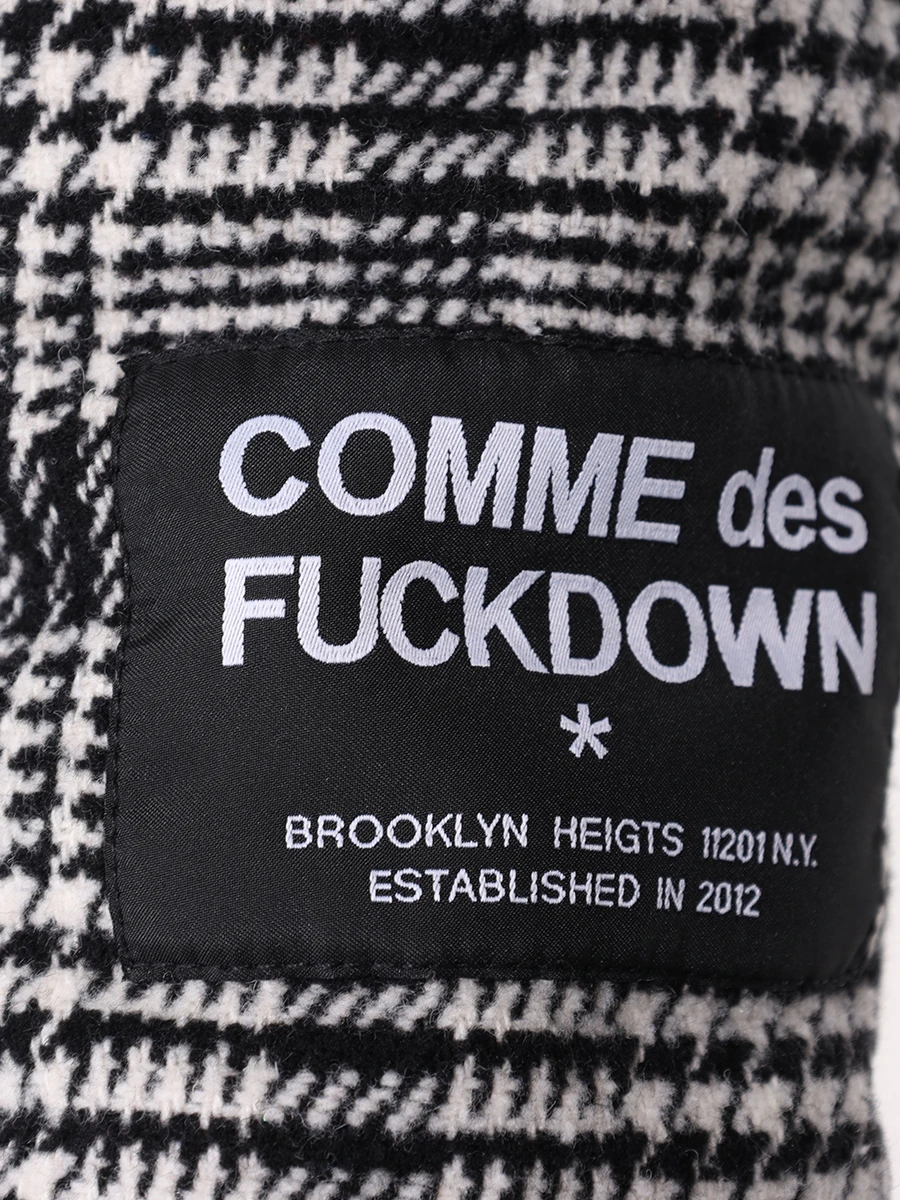 COMME des
FUCKDOWN
*
BROOKLYN HEIGTS 11201 N.Y.
ESTABLISHED IN 2012